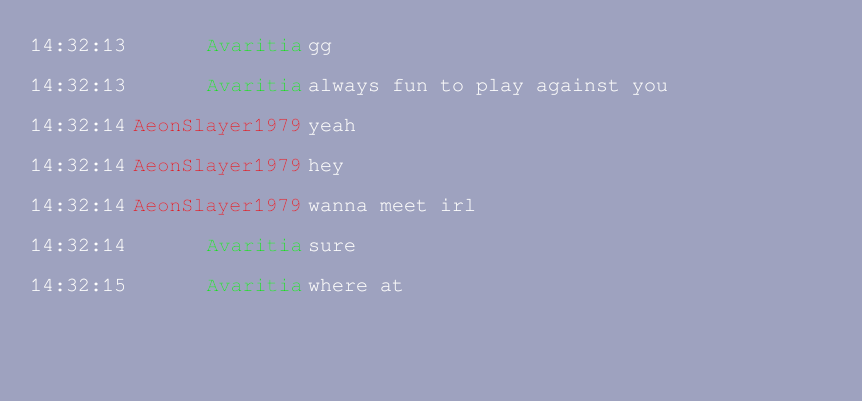 14:32:13 Avaritia gg
14:32:13 Avaritia always fun to play against you
14:32:14 AeonSlayer1979 yeah
14:32:14 AeonSlayer1979 hey
14:32:14 AeonSlayer1979 wanna meet irl
14:32:14 Avaritia sure
14:32:15 Avaritia where at